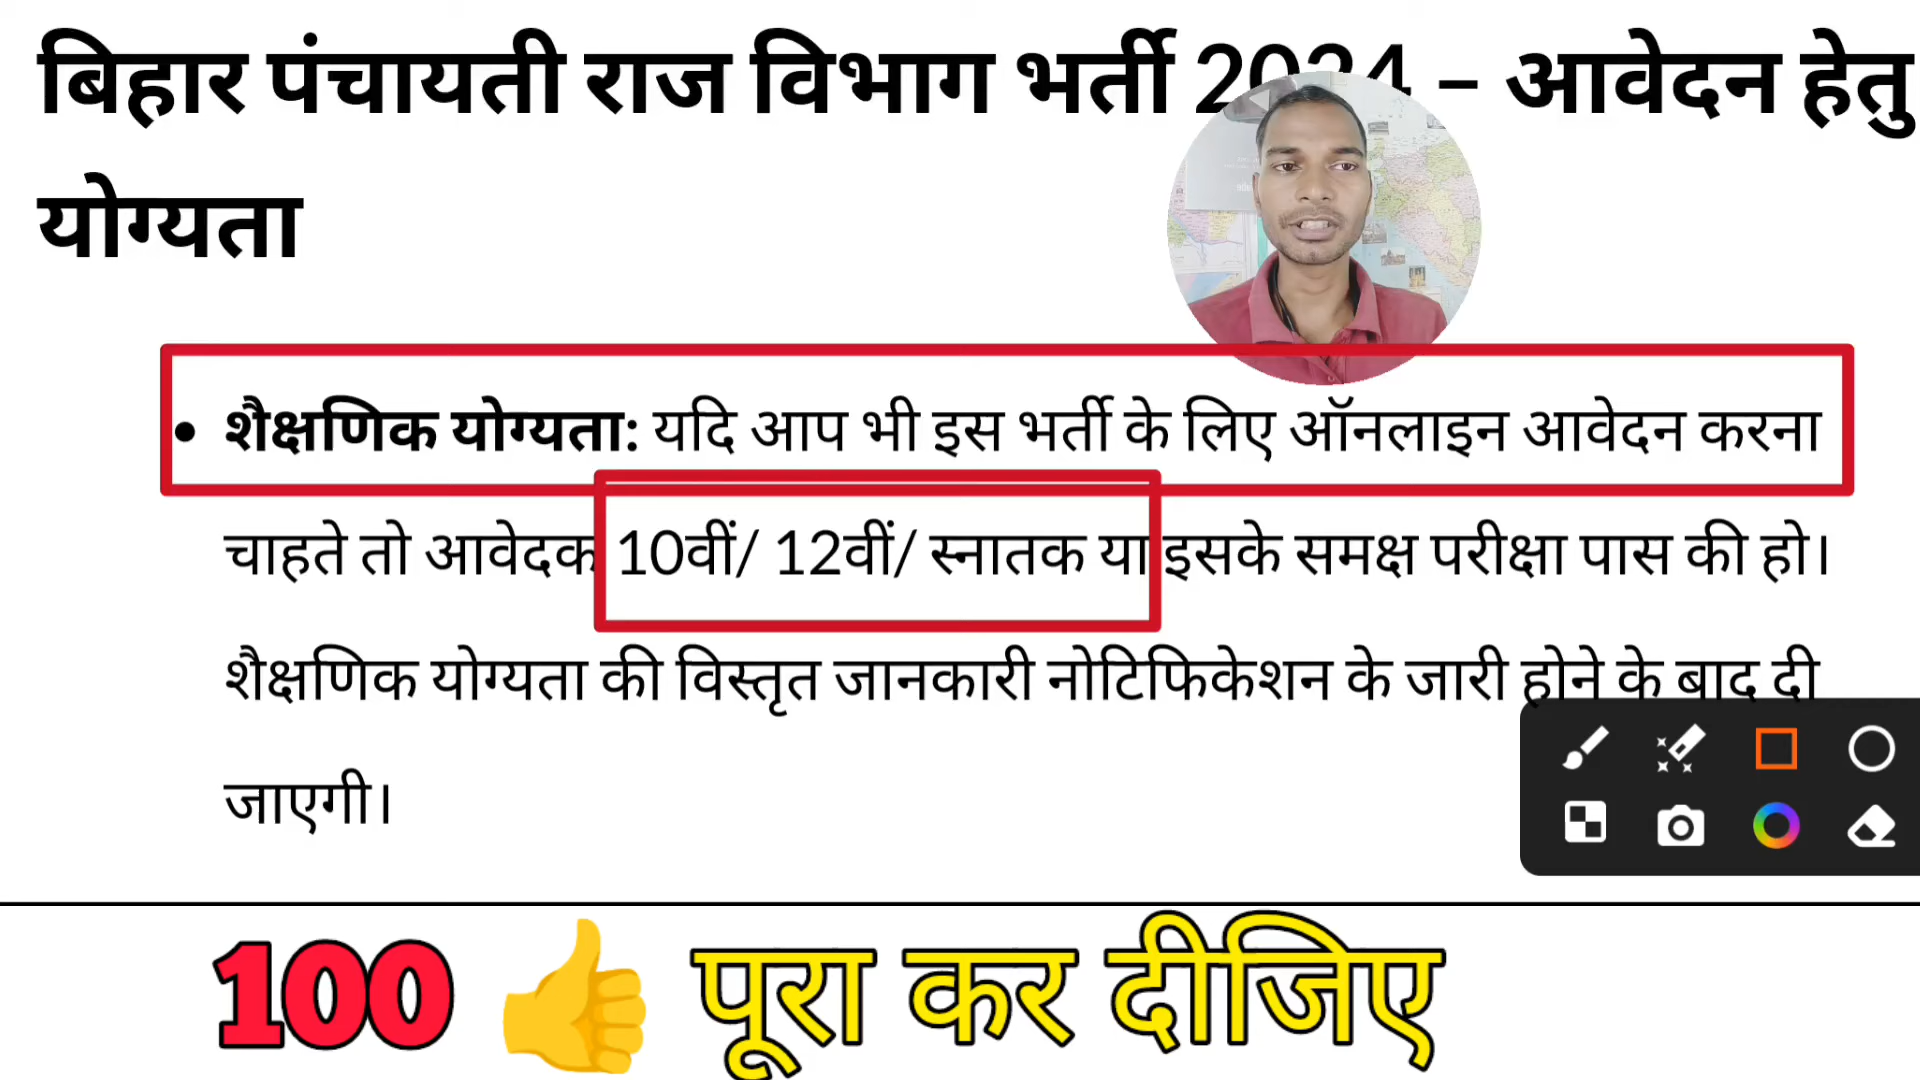 बिहार पंचायती राज विभाग भर्ती 2024 – आवेदन हेतु
योग्यता
• शैक्षणिक योग्यता: यदि आप भी इस भर्ती के लिए ऑनलाइन आवेदन करना
चाहते तो आवेदक 10वीं/ 12वीं/ स्नातक या इसके समक्ष परीक्षा पास की हो।
शैक्षणिक योग्यता की विस्तृत जानकारी नोटिफिकेशन के जारी होने के बाद दी
जाएगी।
100 👍 पूरा कर दीजिए